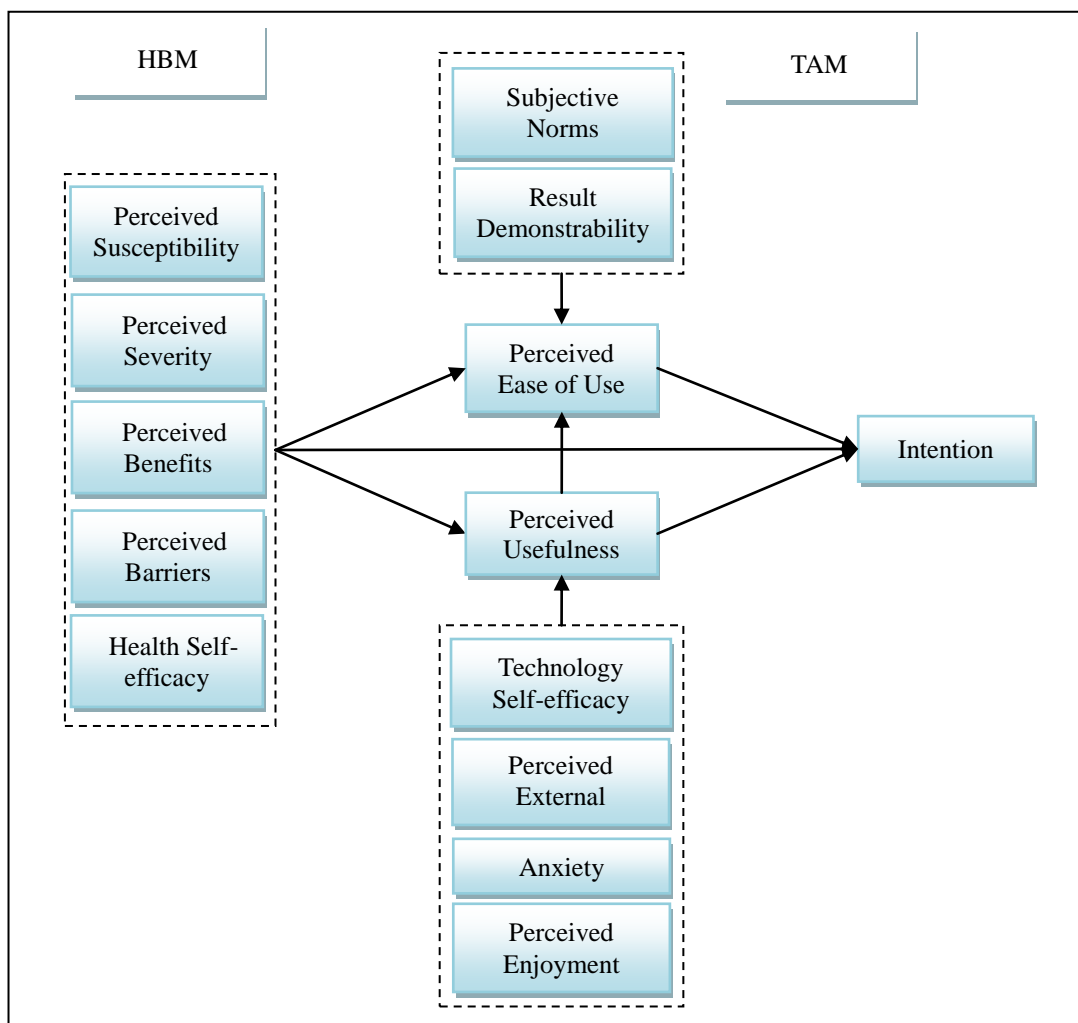 HBM
TAM
Subjective
Norms
Result
Demonstrability
Perceived
Susceptibility
Perceived
Severity
Perceived
Benefits
Perceived
Barriers
Health Self-
efficacy
Perceived
Ease of Use
Perceived
Usefulness
Intention
Technology
Self-efficacy
Perceived
External
Anxiety
Perceived
Enjoyment